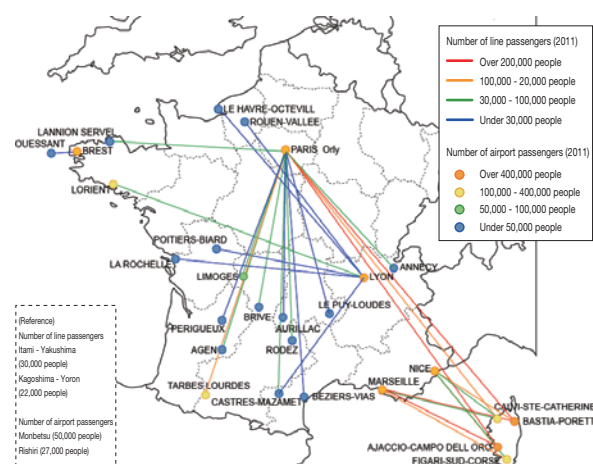 Number of line passengers (2011)
Over 200,000 people
100,000 - 20,000 people
30,000 - 100,000 people
Under 30,000 people
Number of airport passengers (2011)
Over 400,000 people
100,000 - 400,000 people
50,000 - 100,000 people
Under 50,000 people
LE HAVRE-OCTEVILL
ROUEN-VALLEE
LANNION SERVEL
OUESSANT
BREST
PARIS Orly
LORIENT
POITIERS-BIARD
LA ROCHELLE
LIMOGES
LYON
ANNECY
LE PUY-LOUDES
BRIVE
AURILLAC
PERIGUEUX
AGEN
RODEZ
TARBES LOURDES
CASTRES-MAZAMET
BEZIERS-VIAS
NICE
MARSEILLE
CALVI-STE-CATHERINE
BASTIA-PORETT
AJACCIO-CAMPO DELL ORO
FIGARI-SUD-CORSE
(Reference)
Number of line passengers
Itami - Yakushima
(30,000 people)
Kagoshima - Yoron
(22,000 people)
Number of airport passengers
Monbetsu (50,000 people)
Rishiri (27,000 people)